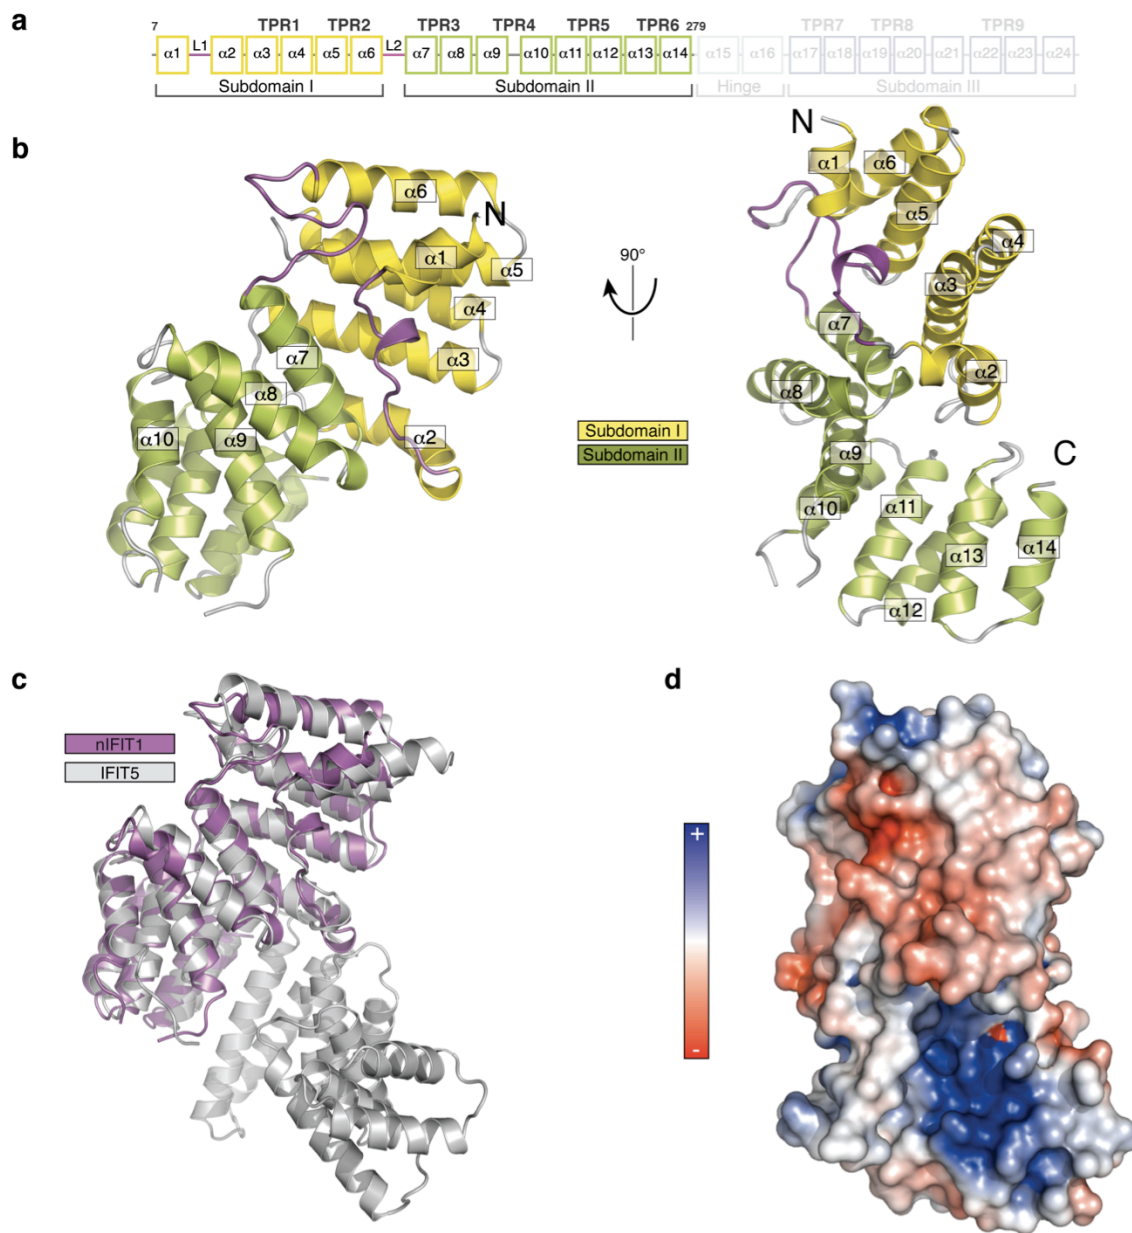 a
7 TPR1 TPR2 TPR3 TPR4 TPR5 TPR6 279 TPR7 TPR8 TPR9
α1 L1 α2 α3 α4 α5 α6 L2 α7 α8 α9 α10 α11 α12 α13 α14 α15 α16 α17 α18 α19 α20 α21 α22 α23 α24
Subdomain I Subdomain II Hinge Subdomain III
b
α6
N
α1
α5
α4
α7
α3
α8
α10
α9
α2
90°
Subdomain I
Subdomain II
N
α1
α6
α5
α4
α3
α7
α2
α8
α9
C
α10
α11
α13
α14
α12
c
nIFIT1
IFIT5
d
+
-